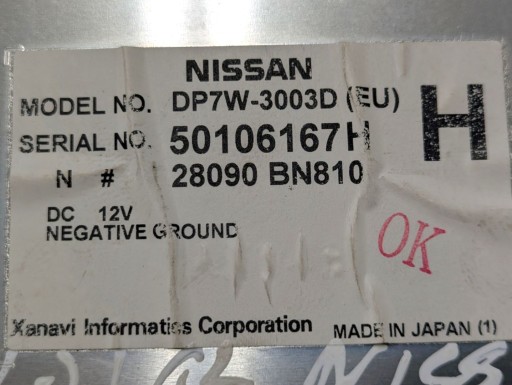 NISSAN
MODEL NO. DP7W-3003D (EU)
SERIAL NO. 50106167H
H
N # 28090 BN810
DC 12V
NEGATIVE GROUND
OK
Xanavi Informatics Corporation
MADE IN JAPAN (1)